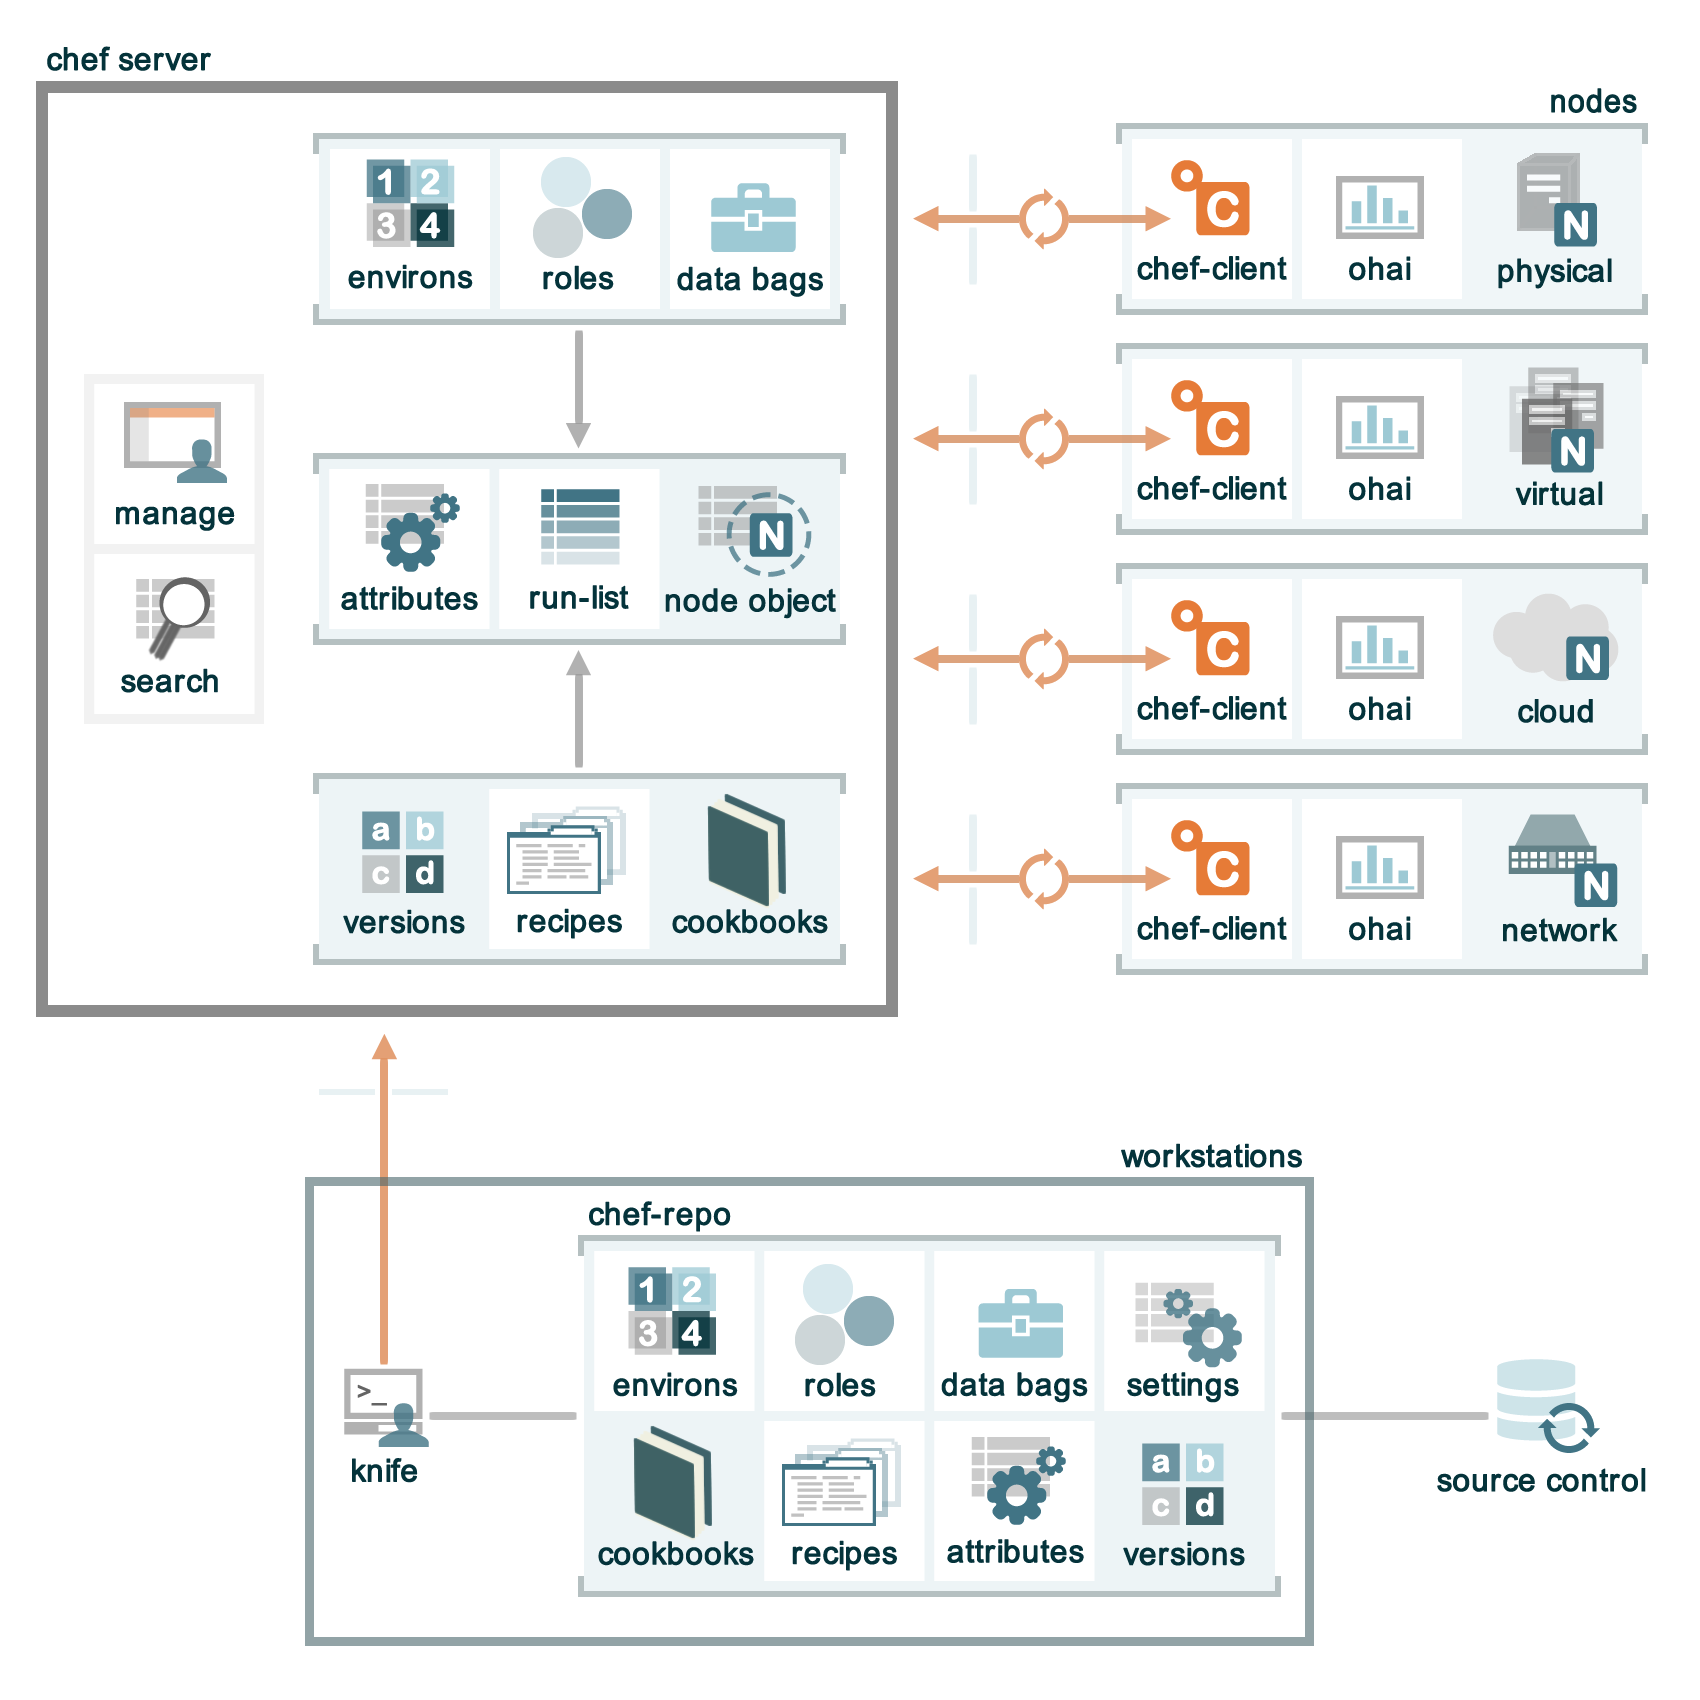 chef server
1 2
3 4
environs
roles
data bags
manage
search
attributes
run-list
N
node object
a b
c d
versions
recipes
cookbooks
nodes
C
chef-client
ohai
N
physical
C
chef-client
ohai
N
virtual
C
chef-client
ohai
N
cloud
C
chef-client
ohai
N
network
workstations
chef-repo
>_
knife
1 2
3 4
environs
roles
data bags
settings
cookbooks
recipes
attributes
a b
c d
versions
source control